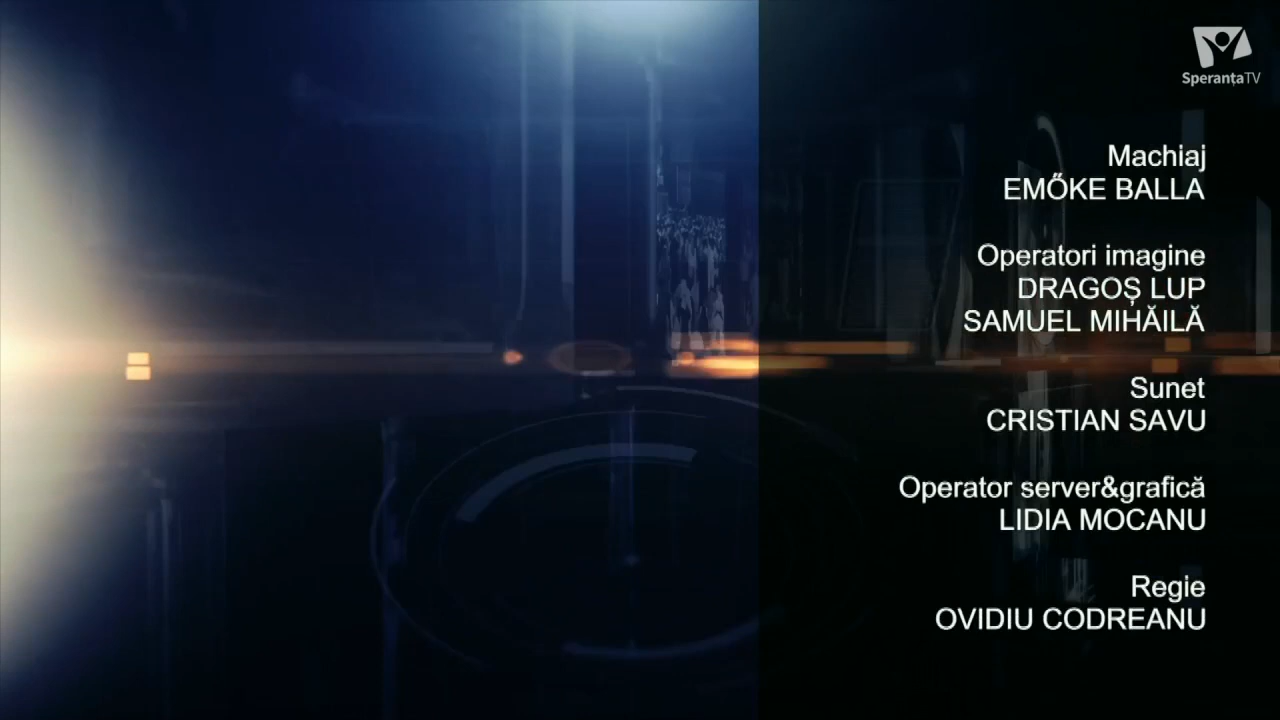 SperanțaTV
Machiaj
EMŐKE BALLA
Operatori imagine
DRAGOȘ LUP
SAMUEL MIHĂILĂ
Sunet
CRISTIAN SAVU
Operator server&grafică
LIDIA MOCANU
Regie
OVIDIU CODREANU